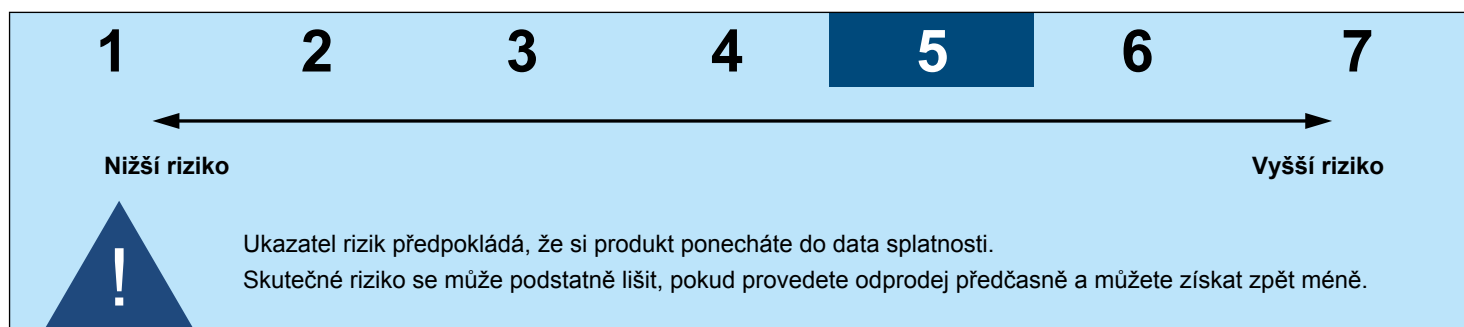 1 2 3 4 5 6 7
Nižší riziko Vyšší riziko
!
Ukazatel rizik předpokládá, že si produkt ponecháte do data splatnosti.
Skutečné riziko se může podstatně lišit, pokud provedete odprodej předčasně a můžete získat zpět méně.